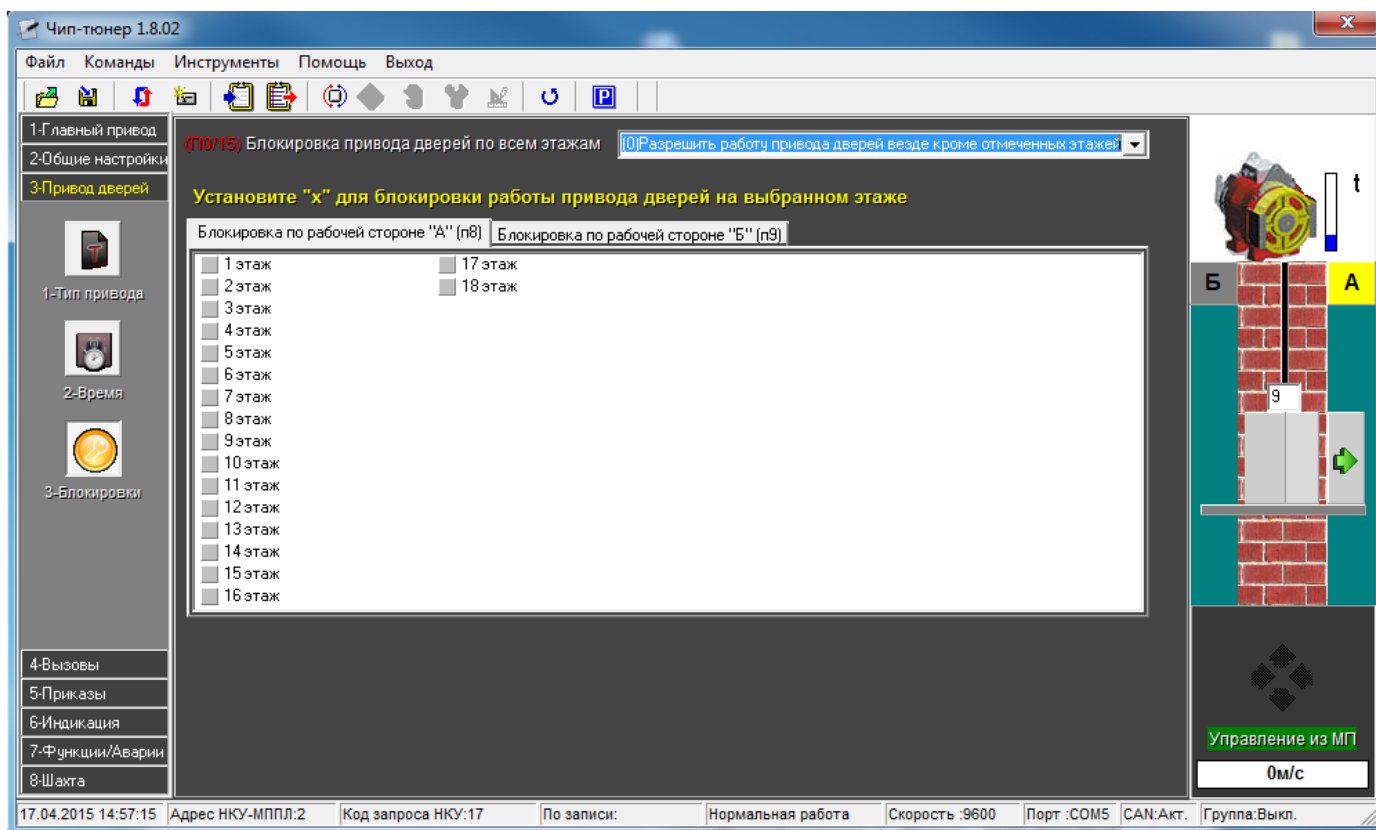 Чип-тюнер 1.8.02
Файл Команды Инструменты Помощь Выход
1-Главный привод
2-Общие настройки
3-Привод дверей
1-Тип привода
2-Время
3-Блокировки
4-Вызовы
5-Приказы
6-Индикация
7-Функции/Аварии
8-Шахта
(П0/15) Блокировка привода дверей по всем этажам (0)Разрешить работу привода дверей везде кроме отмеченных этажей
Установите "x" для блокировки работы привода дверей на выбранном этаже
Блокировка по рабочей стороне "А" (п8) Блокировка по рабочей стороне "Б" (п9)
1 этаж
2 этаж
3 этаж
4 этаж
5 этаж
6 этаж
7 этаж
8 этаж
9 этаж
10 этаж
11 этаж
12 этаж
13 этаж
14 этаж
15 этаж
16 этаж
17 этаж
18 этаж
t
Б А
9
Управление из МП
0м/с
17.04.2015 14:57:15 Адрес НКУ-МППЛ:2 Код запроса НКУ:17 По записи: Нормальная работа Скорость :9600 Порт :COM5 CAN:Акт. Группа:Выкл.